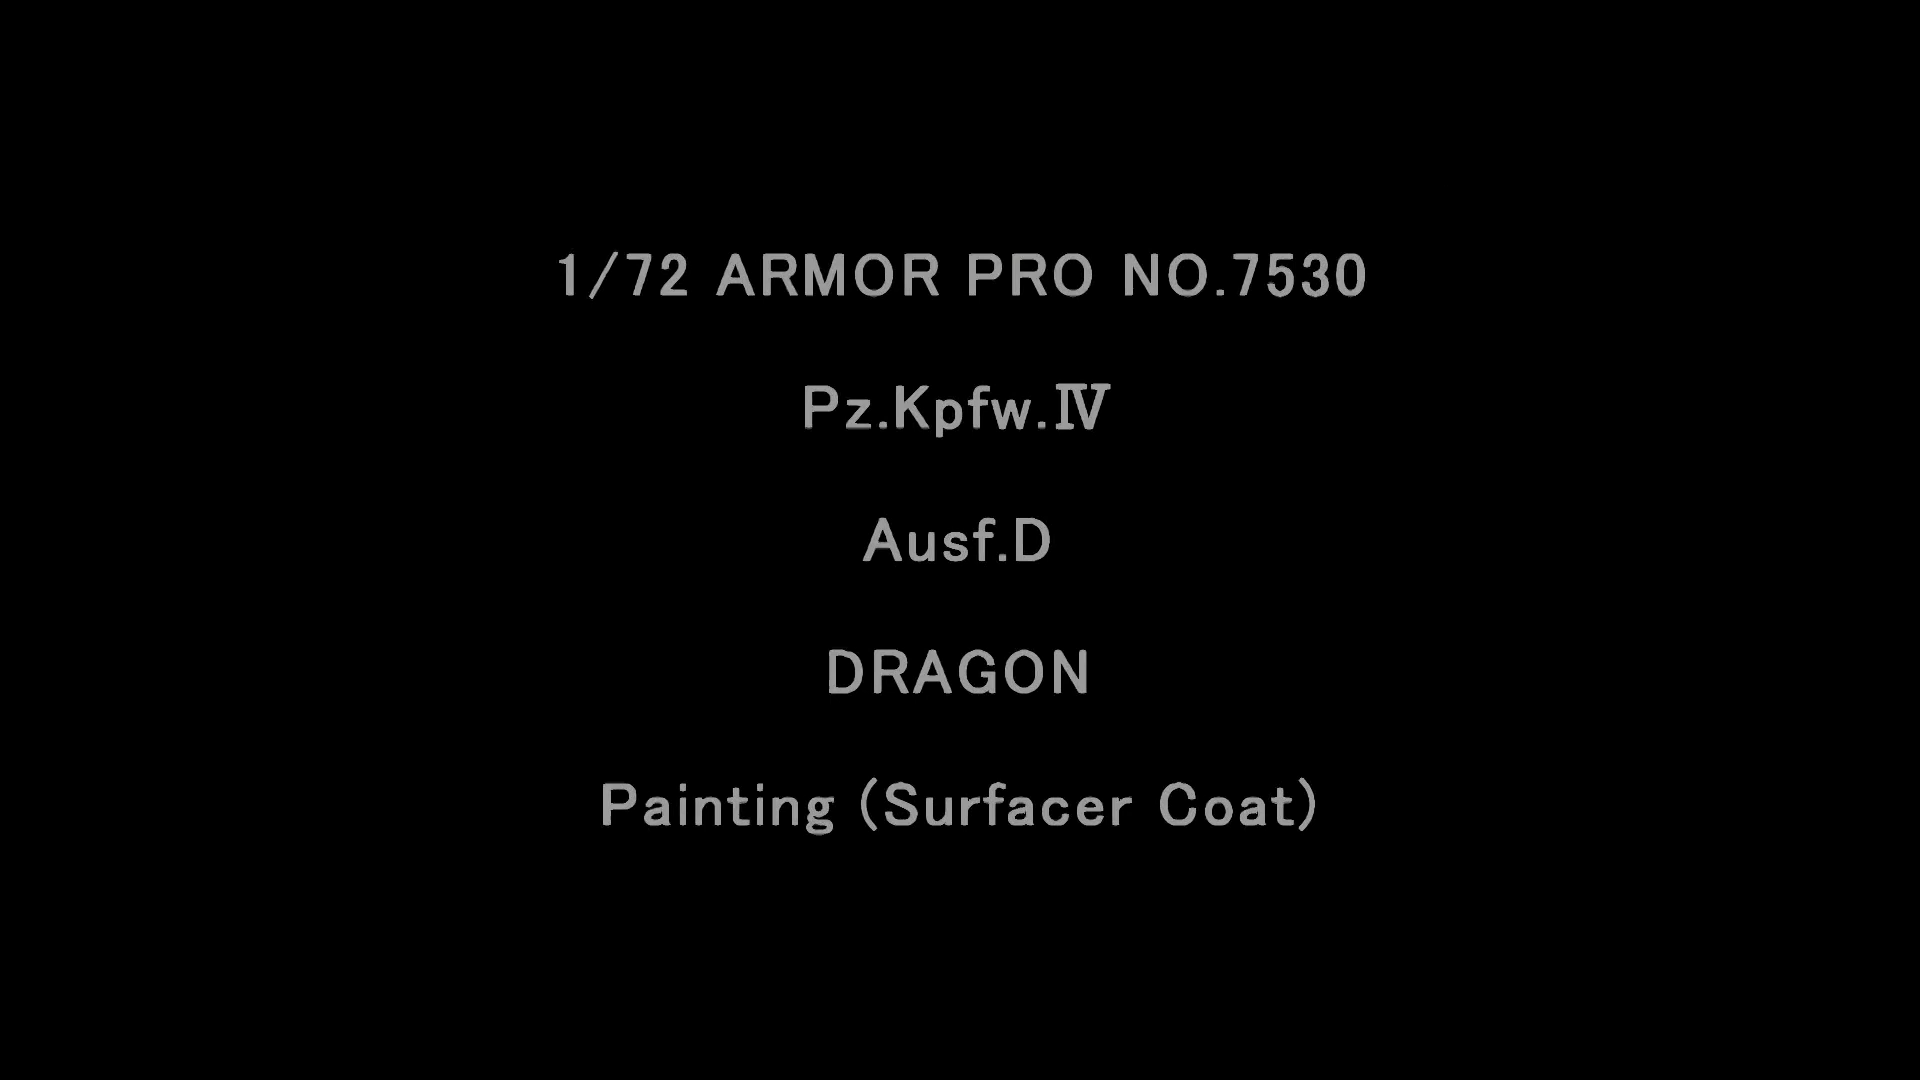 1/72 ARMOR PRO NO.7530
Pz.Kpfw.Ⅳ
Ausf.D
DRAGON
Painting (Surfacer Coat)